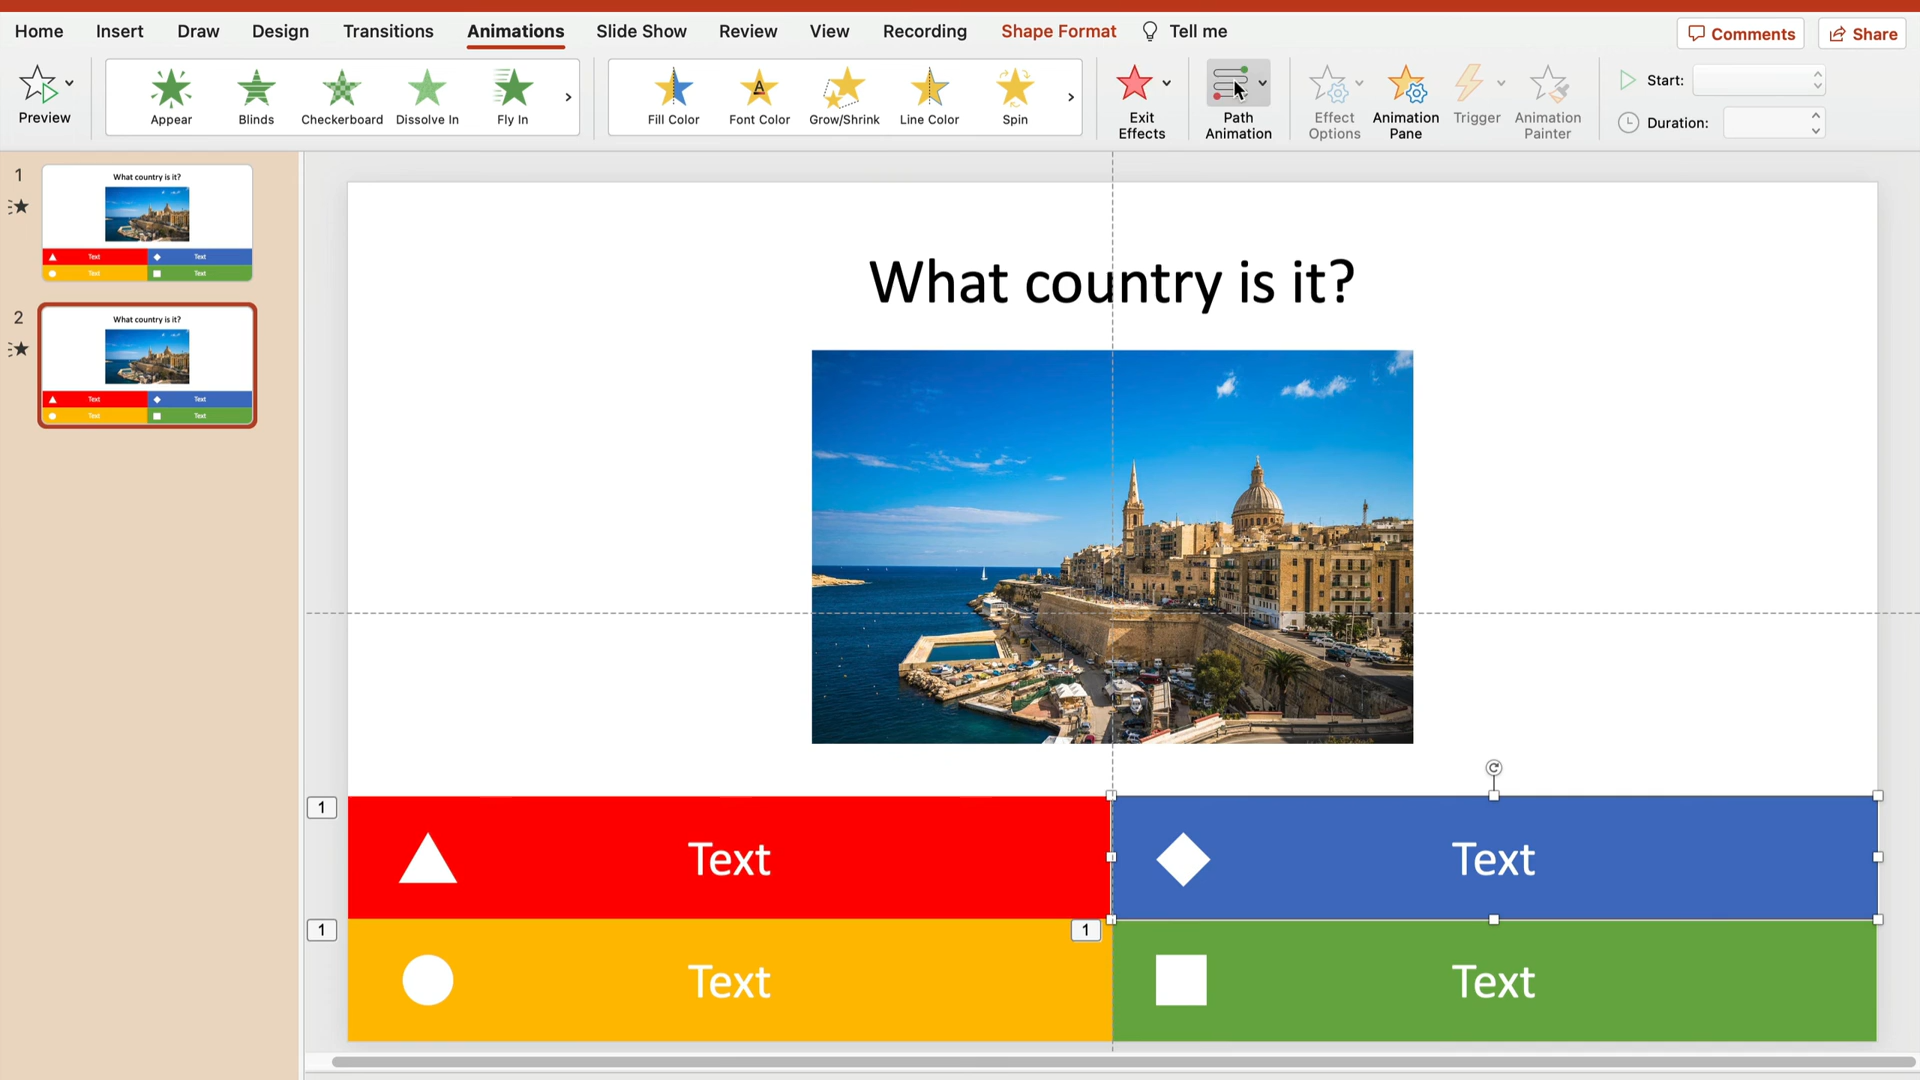 Home Insert Draw Design Transitions Animations Slide Show Review View Recording Shape Format Tell me Comments Share
Preview Appear Blinds Checkerboard Dissolve In Fly In Fill Color Font Color Grow/Shrink Line Color Spin Exit Effects Path Animation Effect Options Animation Pane Trigger Animation Painter
Start:
Duration:
1
What country is it?
Text Text
Text Text
2
What country is it?
Text Text
Text Text
What country is it?
1 Text Text
1 Text 1 Text